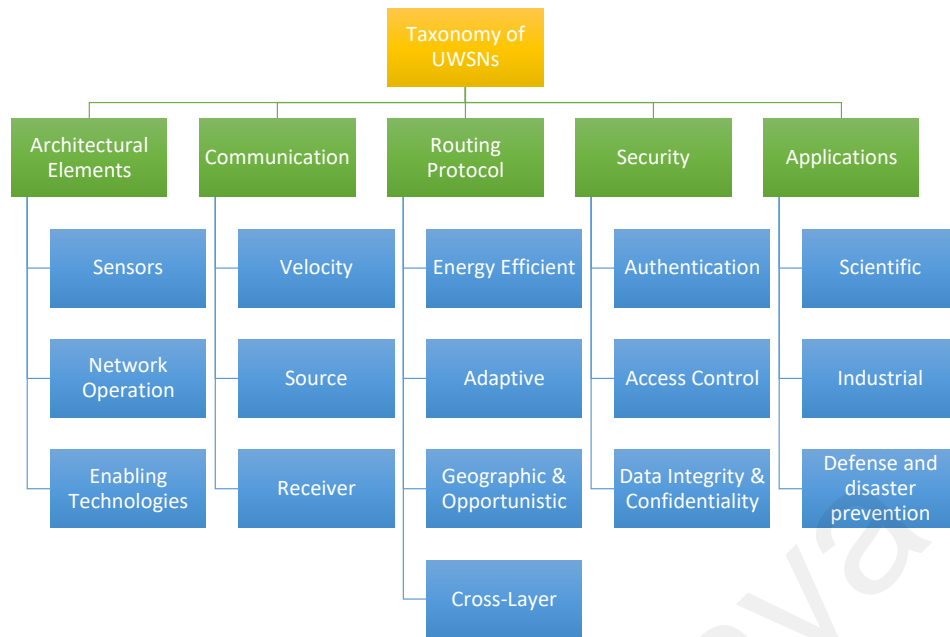 Taxonomy of
UWSNs
Architectural
Elements
Communication
Routing
Protocol
Security
Applications
Sensors
Velocity
Energy Efficient
Authentication
Scientific
Network
Operation
Source
Adaptive
Access Control
Industrial
Enabling
Technologies
Receiver
Geographic &
Opportunistic
Data Integrity &
Confidentiality
Defense and
disaster
prevention
Cross-Layer